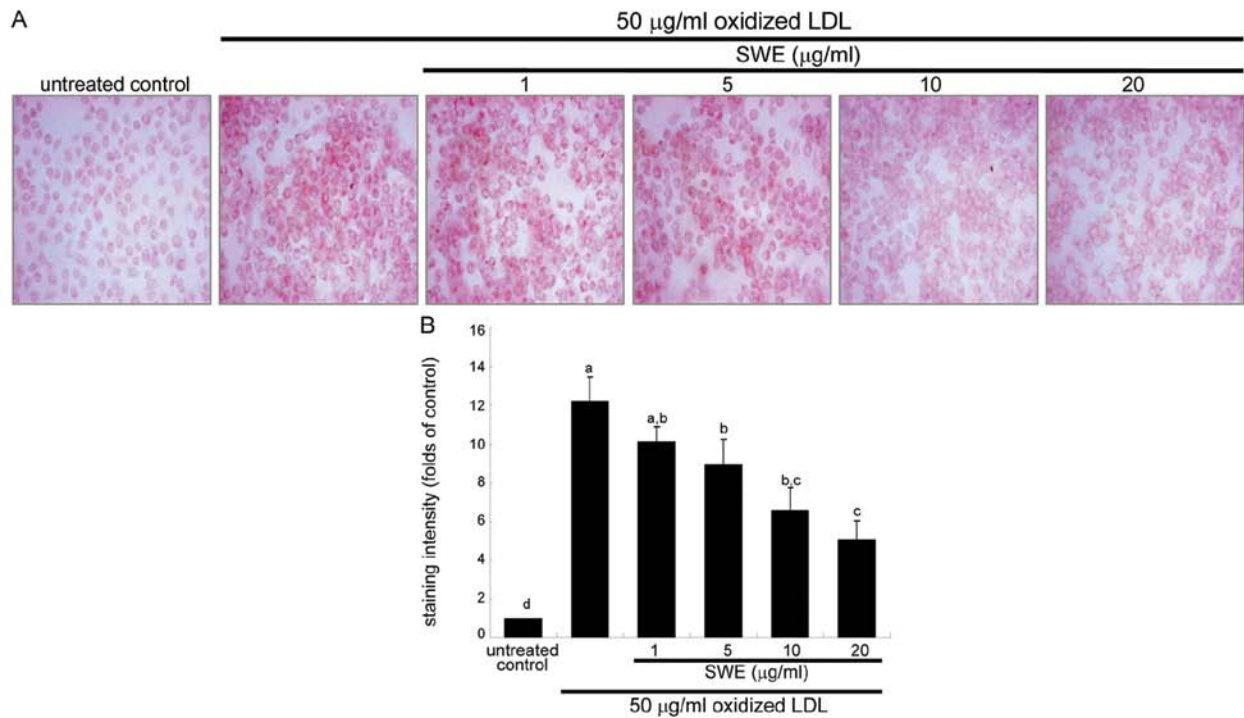 A
50 μg/ml oxidized LDL
SWE (μg/ml)
untreated control 1 5 10 20
B
staining intensity (folds of control)
16
14
12
10
8
6
4
2
0
a
a,b
b
b,c
c
d
untreated
control
1 5 10 20
SWE (μg/ml)
50 μg/ml oxidized LDL